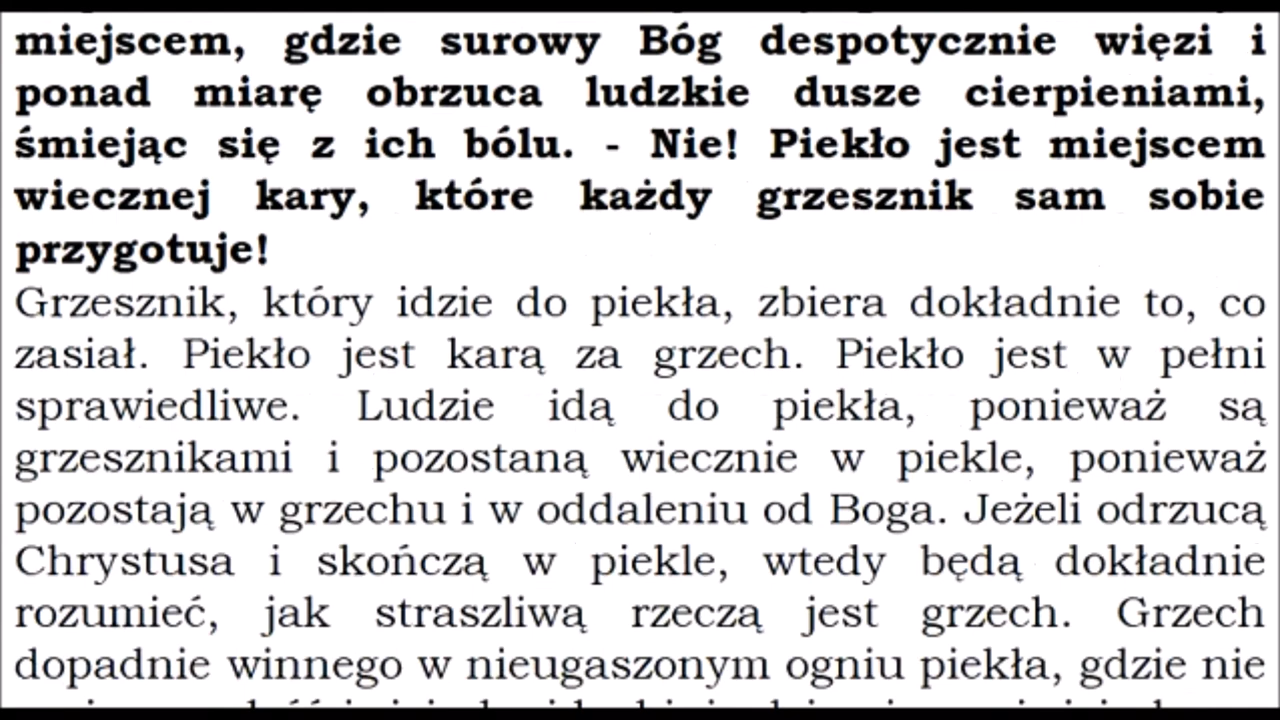 miejscem, gdzie surowy Bóg despotycznie więzi i
ponad miarę obrzuca ludzkie dusze cierpieniami,
śmiejąc się z ich bólu. - Nie! Piekło jest miejscem
wiecznej kary, które każdy grzesznik sam sobie
przygotuje!
Grzesznik, który idzie do piekła, zbiera dokładnie to, co
zasiał. Piekło jest karą za grzech. Piekło jest w pełni
sprawiedliwe. Ludzie idą do piekła, ponieważ są
grzesznikami i pozostaną wiecznie w piekle, ponieważ
pozostają w grzechu i w oddaleniu od Boga. Jeżeli odrzucą
Chrystusa i skończą w piekle, wtedy będą dokładnie
rozumieć, jak straszliwą rzeczą jest grzech. Grzech
dopadnie winnego w nieugaszonym ogniu piekła, gdzie nie